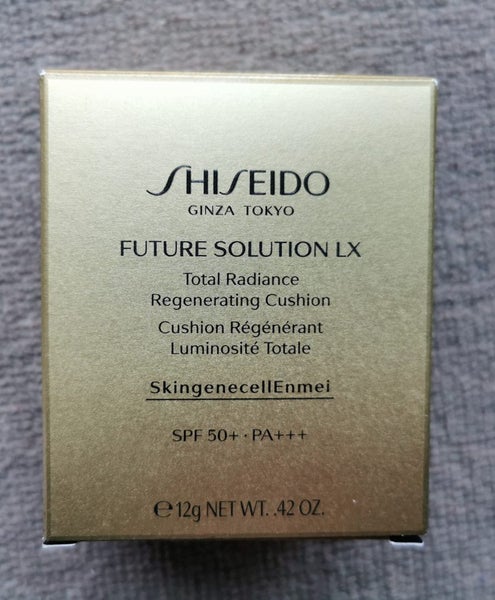 SHISEIDO
GINZA TOKYO
FUTURE SOLUTION LX
Total Radiance
Regenerating Cushion
Cushion Régénérant
Luminosité Totale
SkingenecellEnmei
SPF 50+ · PA+++
℮12g NET WT. .42 OZ.